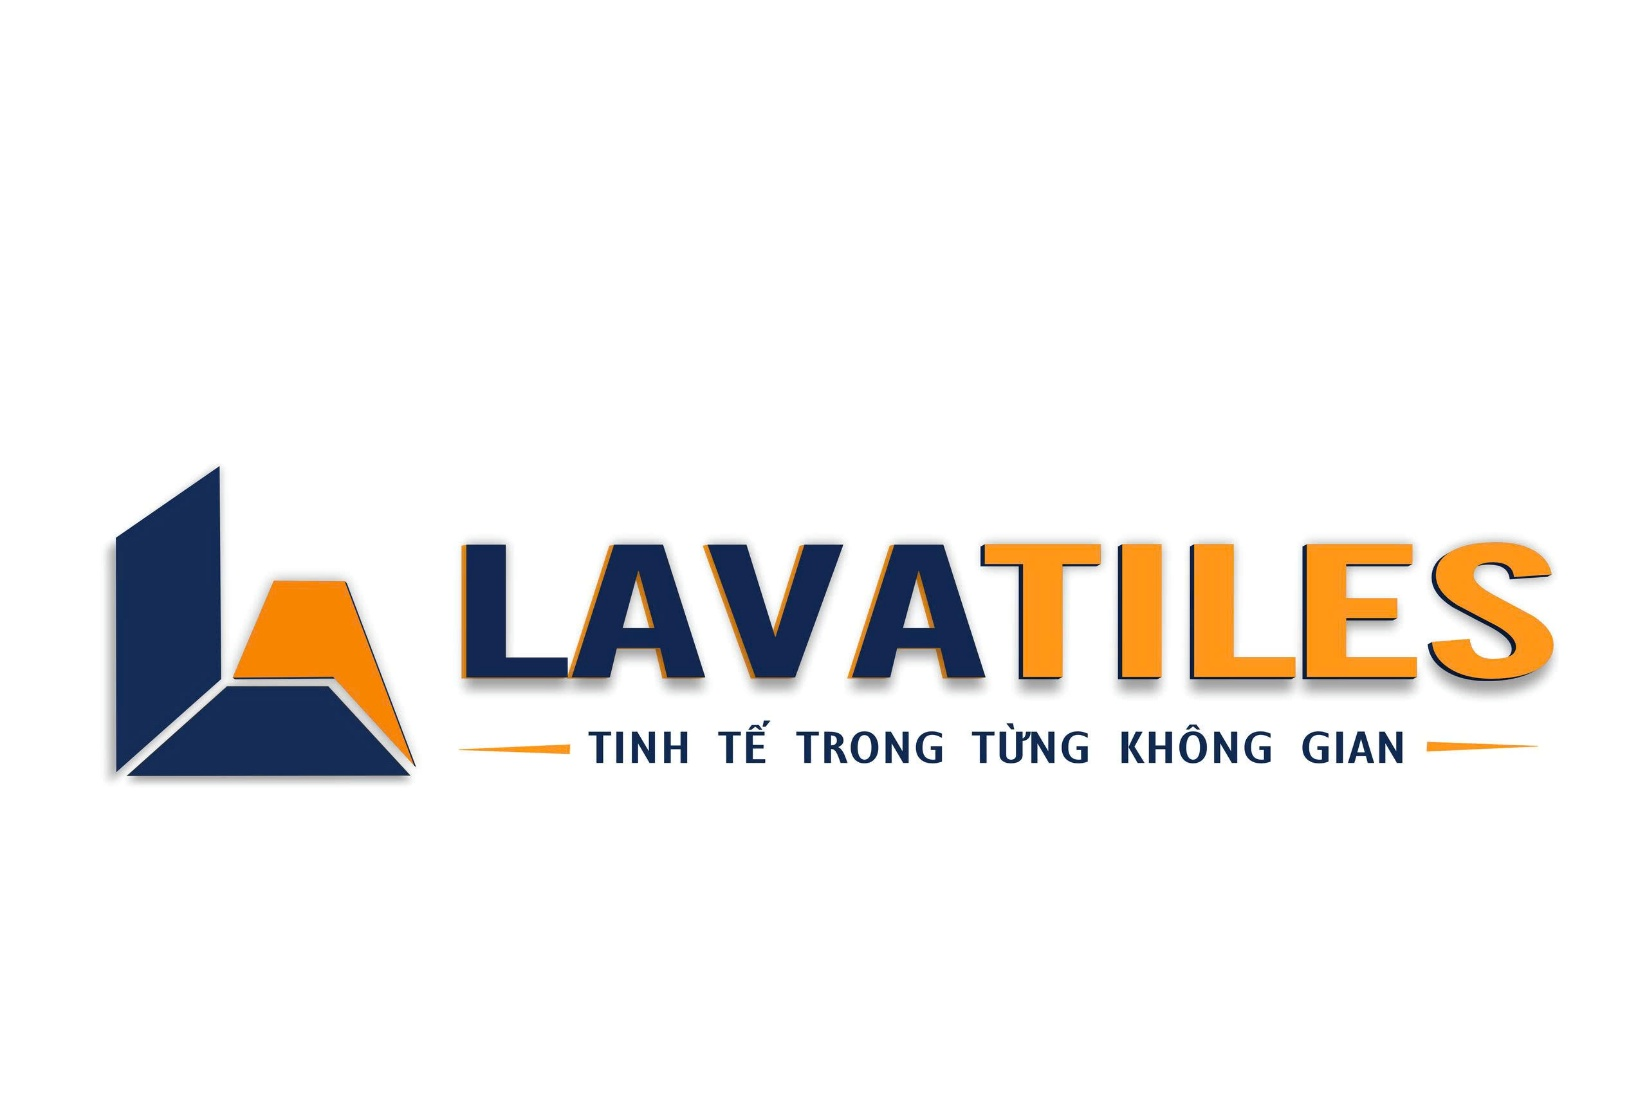 LAVATILES
TINH TẾ TRONG TỪNG KHÔNG GIAN